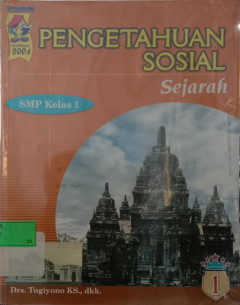 2004
PENGETAHUAN
SOSIAL
Sejarah
SMP Kelas 1
1
Drs. Tugiyono KS., dkk.